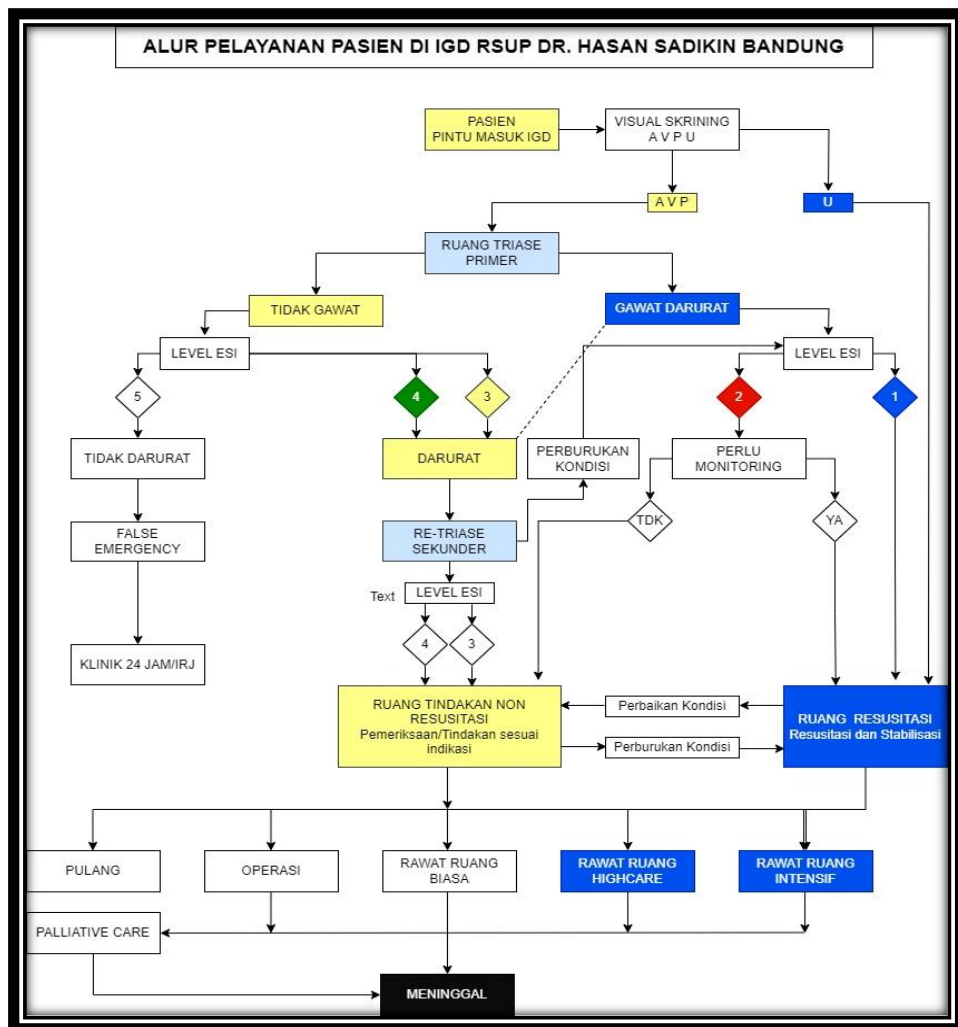 ALUR PELAYANAN PASIEN DI IGD RSUP DR. HASAN SADIKIN BANDUNG
PASIEN
PINTU MASUK IGD
VISUAL SKRINING
A V P U
A V P
U
RUANG TRIASE
PRIMER
TIDAK GAWAT
GAWAT DARURAT
LEVEL ESI
LEVEL ESI
5
4
3
2
1
TIDAK DARURAT
DARURAT
PERBURUKAN
KONDISI
PERLU
MONITORING
FALSE
EMERGENCY
RE-TRIASE
SEKUNDER
TDK
YA
Text
LEVEL ESI
4
3
KLINIK 24 JAM/IRJ
RUANG TINDAKAN NON
RESUSITASI
Pemeriksaan/Tindakan sesuai
indikasi
Perbaikan Kondisi
Perburukan Kondisi
RUANG RESUSITASI
Resusitasi dan Stabilisasi
PULANG
OPERASI
RAWAT RUANG
BIASA
RAWAT RUANG
HIGHCARE
RAWAT RUANG
INTENSIF
PALLIATIVE CARE
MENINGGAL